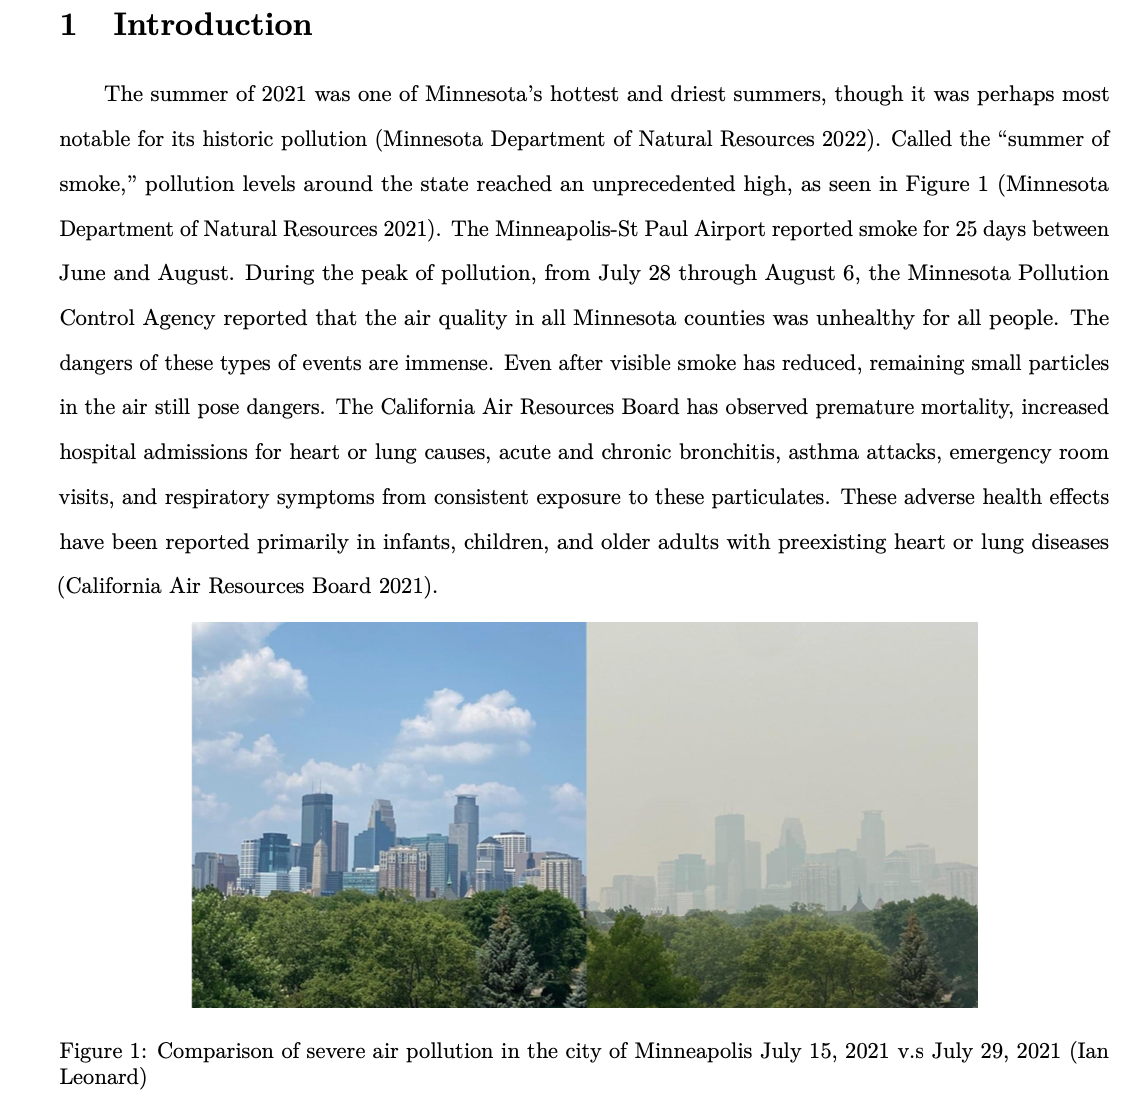 1 Introduction
The summer of 2021 was one of Minnesota's hottest and driest summers, though it was perhaps most
notable for its historic pollution (Minnesota Department of Natural Resources 2022). Called the “summer of
smoke,” pollution levels around the state reached an unprecedented high, as seen in Figure 1 (Minnesota
Department of Natural Resources 2021). The Minneapolis-St Paul Airport reported smoke for 25 days between
June and August. During the peak of pollution, from July 28 through August 6, the Minnesota Pollution
Control Agency reported that the air quality in all Minnesota counties was unhealthy for all people. The
dangers of these types of events are immense. Even after visible smoke has reduced, remaining small particles
in the air still pose dangers. The California Air Resources Board has observed premature mortality, increased
hospital admissions for heart or lung causes, acute and chronic bronchitis, asthma attacks, emergency room
visits, and respiratory symptoms from consistent exposure to these particulates. These adverse health effects
have been reported primarily in infants, children, and older adults with preexisting heart or lung diseases
(California Air Resources Board 2021).
Figure 1: Comparison of severe air pollution in the city of Minneapolis July 15, 2021 v.s July 29, 2021 (Ian
Leonard)